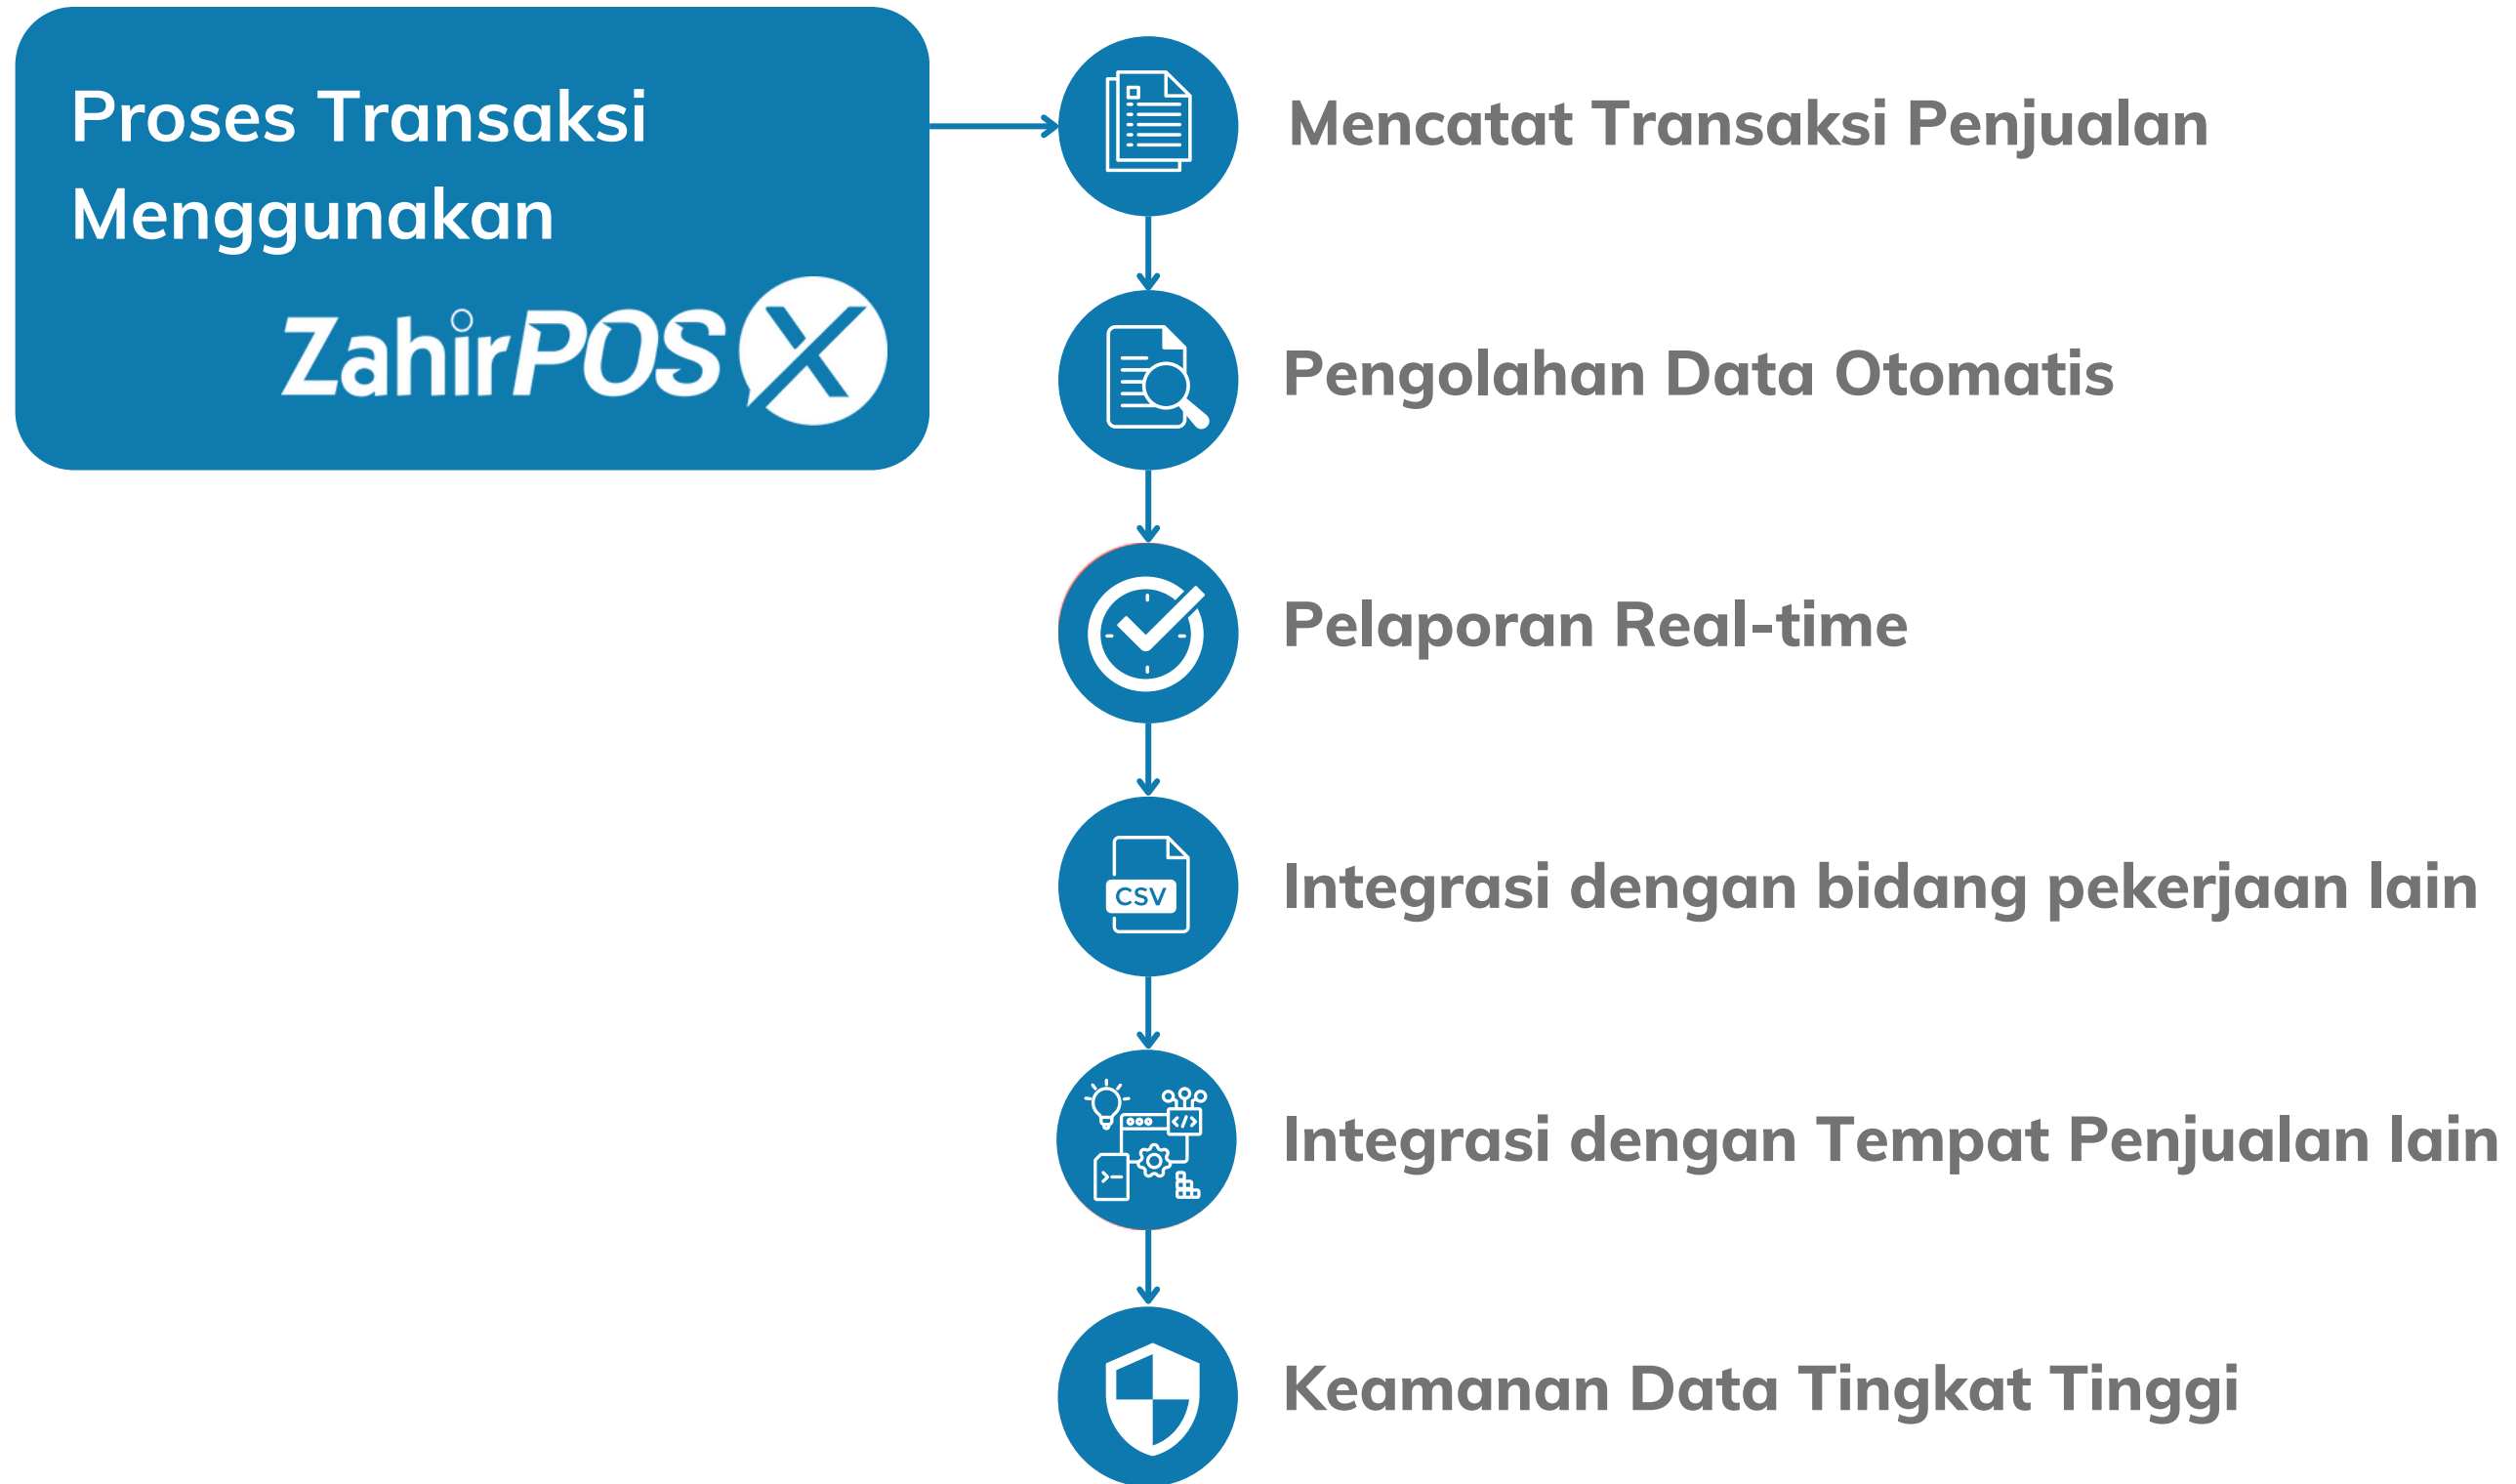 Proses Transaksi
Menggunakan
ZahirPOS X
Mencatat Transaksi Penjualan
Pengolahan Data Otomatis
Pelaporan Real-time
CSV
Integrasi dengan bidang pekerjaan lain
Integrasi dengan Tempat Penjualan lain
Keamanan Data Tingkat Tinggi